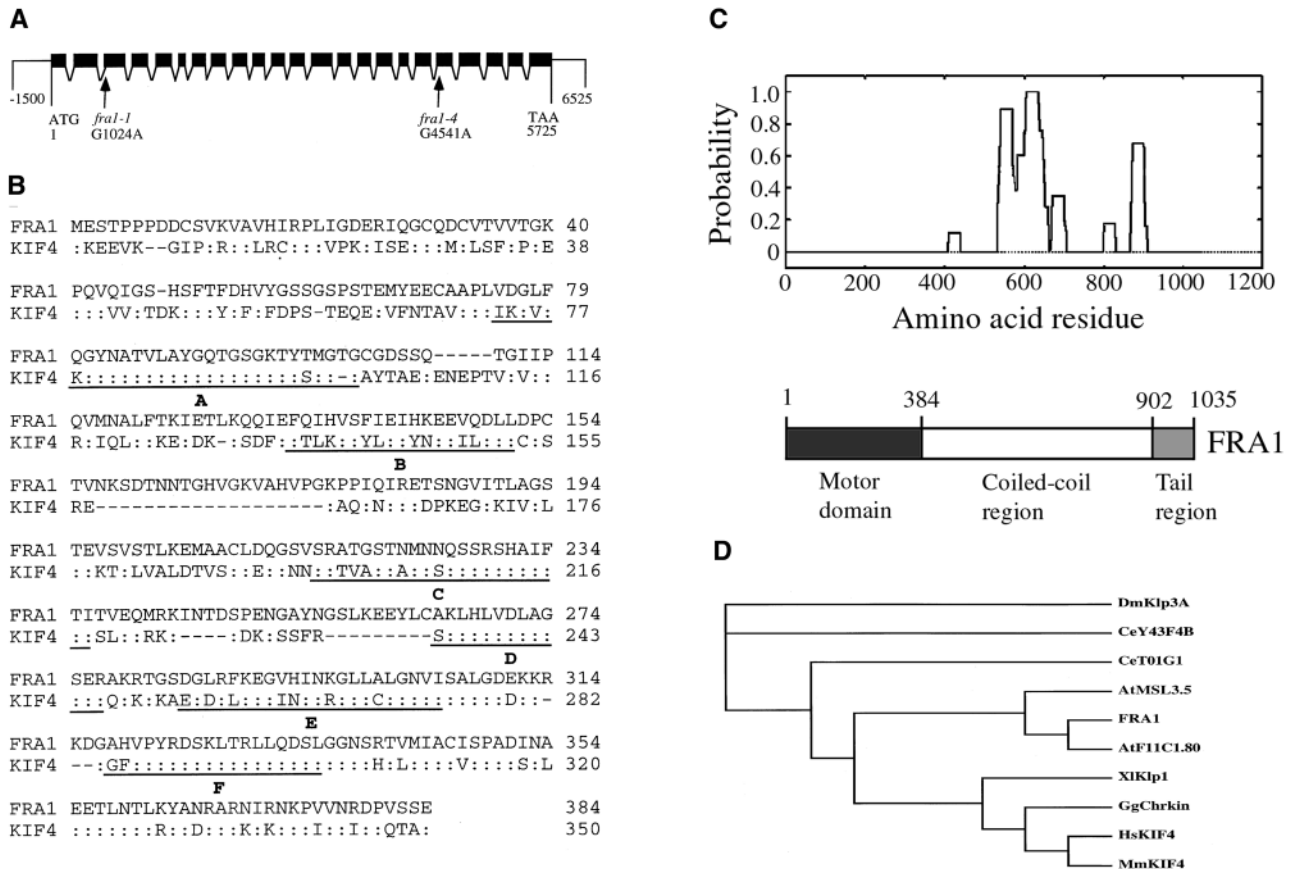 A
-1500
6525
ATG
1
fra1-1
G1024A
fra1-4
G4541A
TAA
5725
B
FRA1 MESTPPPDDCSVKVAVHIRPLIGDERIQGCQDCVTVVTGK 40
KIF4 :KEEVK--GIP:R::LRC:::VPK:ISE:::M:LSF:P:E 38
FRA1 PQVQIGS-HSFTFDHVYGSSGSPSTEMYEECAAPLVDGLF 79
KIF4 :::VV:TDK:::Y:F:FDPS-TEQE:VFNTAV:::IK:V: 77
FRA1 QGYNATVLAYGQTGSGKTYTMGTGCGDSSQ-----TGIIP 114
KIF4 K::::::::::::::::::S::-:AYTAE:ENEPTV:V:: 116
A
FRA1 QVMNALFTKIETLKQQIEFQIHVSFIEIHKEEVQDLLDPC 154
KIF4 R:IQL::KE:DK-SDF::TLK::YL::YN::IL:::C:S 155
B
FRA1 TVNKSDTNNTGHVGKVAHVPGKPPIQIRETSNGVITLAGS 194
KIF4 RE--------------------:AQ:N:::DPKEG:KIV:L 176
FRA1 TEVSVSTLKEMAACLDQGSVSRATGSTNMNNQSSRSHAIF 234
KIF4 ::KT:LVALDTVS::E::NN::TVA::A::S::::::::: 216
C
FRA1 TITVEQMRKINTDSPENGAYNGSLKEEYLCAKLHLVDLAG 274
KIF4 ::SL::RK:----:DK:SSFR---------S::::::::: 243
D
FRA1 SERAKRTGSDGLRFKEGVHINKGLLALGNVISALGDEKKR 314
KIF4 :::Q:K:KAE:D:L:::IN::R:::C:::::::::::D::- 282
E
FRA1 KDGAHVPYRDSKLTRLLQDSLGGNSRTVMIACISPADINA 354
KIF4 --:GF::::::::::::::::::::H:L::::V::::S:L 320
F
FRA1 EETLNTLKYANRARNIRNKPVVNRDPVSSE 384
KIF4 :::::::R::D:::K:K:::I::I::QTA: 350
C
Probability
1.0
0.8
0.6
0.4
0.2
0
0 200 400 600 800 1000 1200
Amino acid residue
1 384 902 1035
FRA1
Motor domain
Coiled-coil region
Tail region
D
DmKlp3A
CeY43F4B
CeT01G1
AtMSL3.5
FRA1
AtF11C1.80
XlKlp1
GgChrkin
HsKIF4
MmKIF4